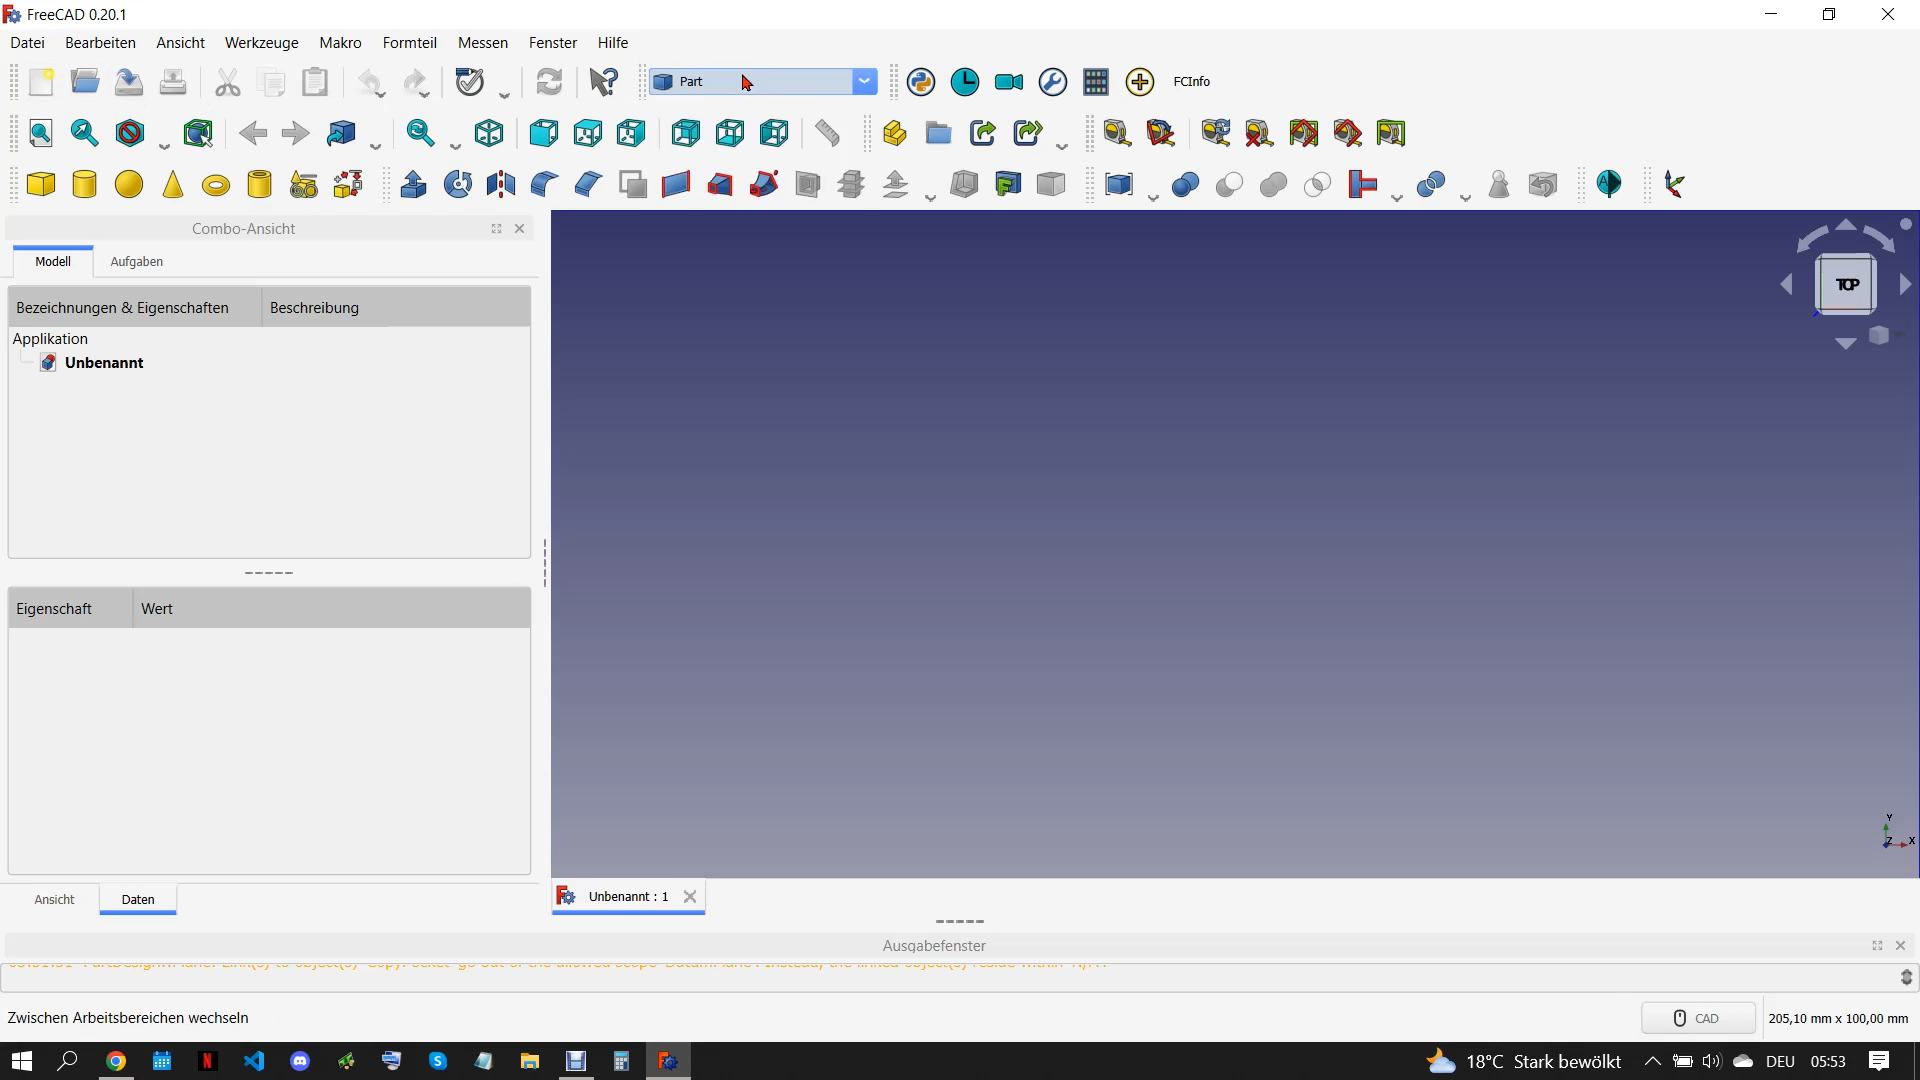 FreeCAD 0.20.1
Datei Bearbeiten Ansicht Werkzeuge Makro Formteil Messen Fenster Hilfe
Part FCInfo
Combo-Ansicht
Modell Aufgaben
Bezeichnungen & Eigenschaften Beschreibung
Applikation
Unbenannt
TOP
Eigenschaft Wert
Y
Z X
Ansicht Daten
Unbenannt : 1
Ausgabefenster
Zwischen Arbeitsbereichen wechseln
CAD 205,10 mm x 100,00 mm
18°C Stark bewölkt DEU 05:53